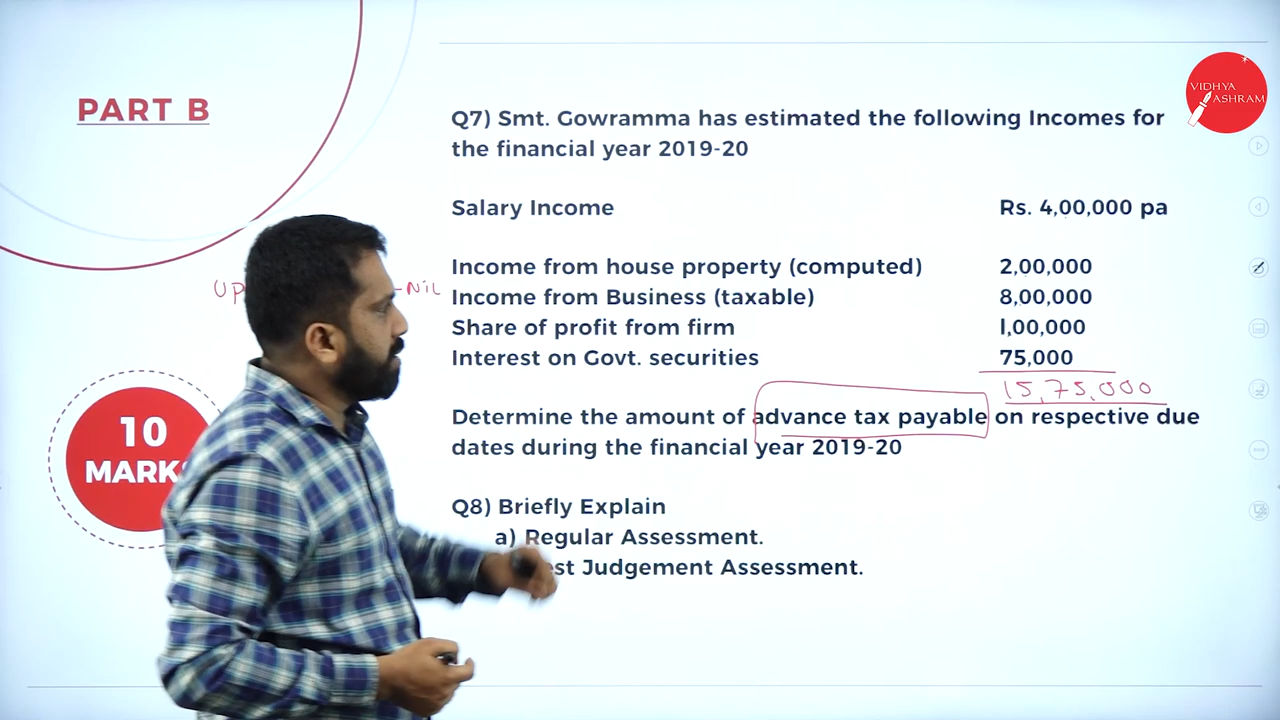 PART B
VIDHYA
ASHRAM
Q7) Smt. Gowramma has estimated the following Incomes for
the financial year 2019-20
Salary Income Rs. 4,00,000 pa
Income from house property (computed) 2,00,000
UP -NIL
Income from Business (taxable) 8,00,000
Share of profit from firm 1,00,000
Interest on Govt. securities 75,000
15,75,000
Determine the amount of advance tax payable on respective due
dates during the financial year 2019-20
10
MARK
Q8) Briefly Explain
a) Regular Assessment.
Judgement Assessment.